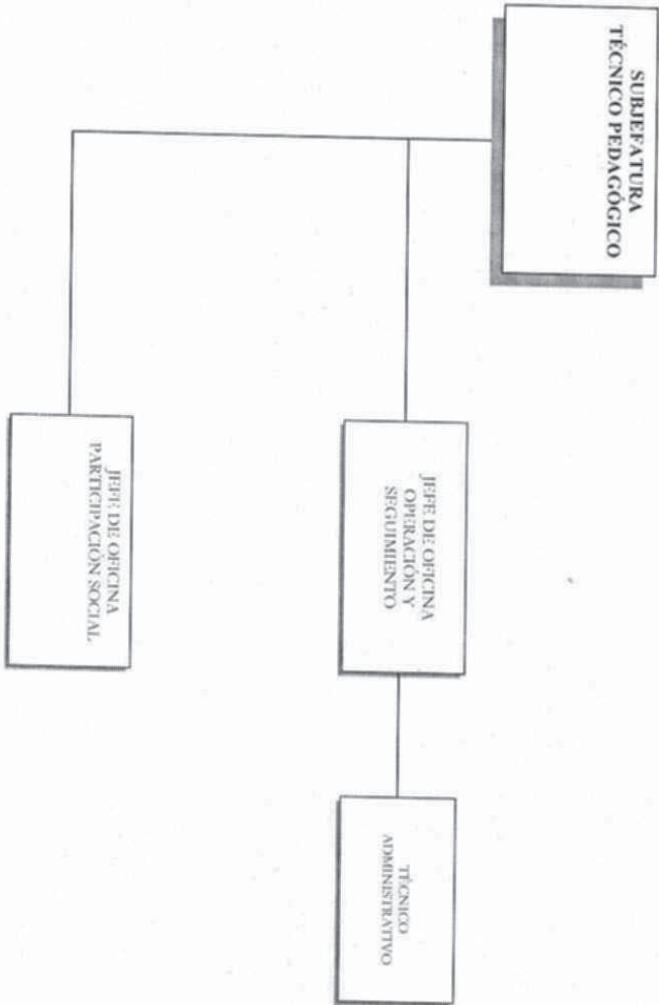 SUBJEFATURA
TÉCNICO PEDAGÓGICO
JEFE DE OFICINA
OPERACIÓN Y
SEGUIMIENTO
TÉCNICO
ADMINISTRATIVO
JEFE DE OFICINA
PARTICIPACIÓN SOCIAL